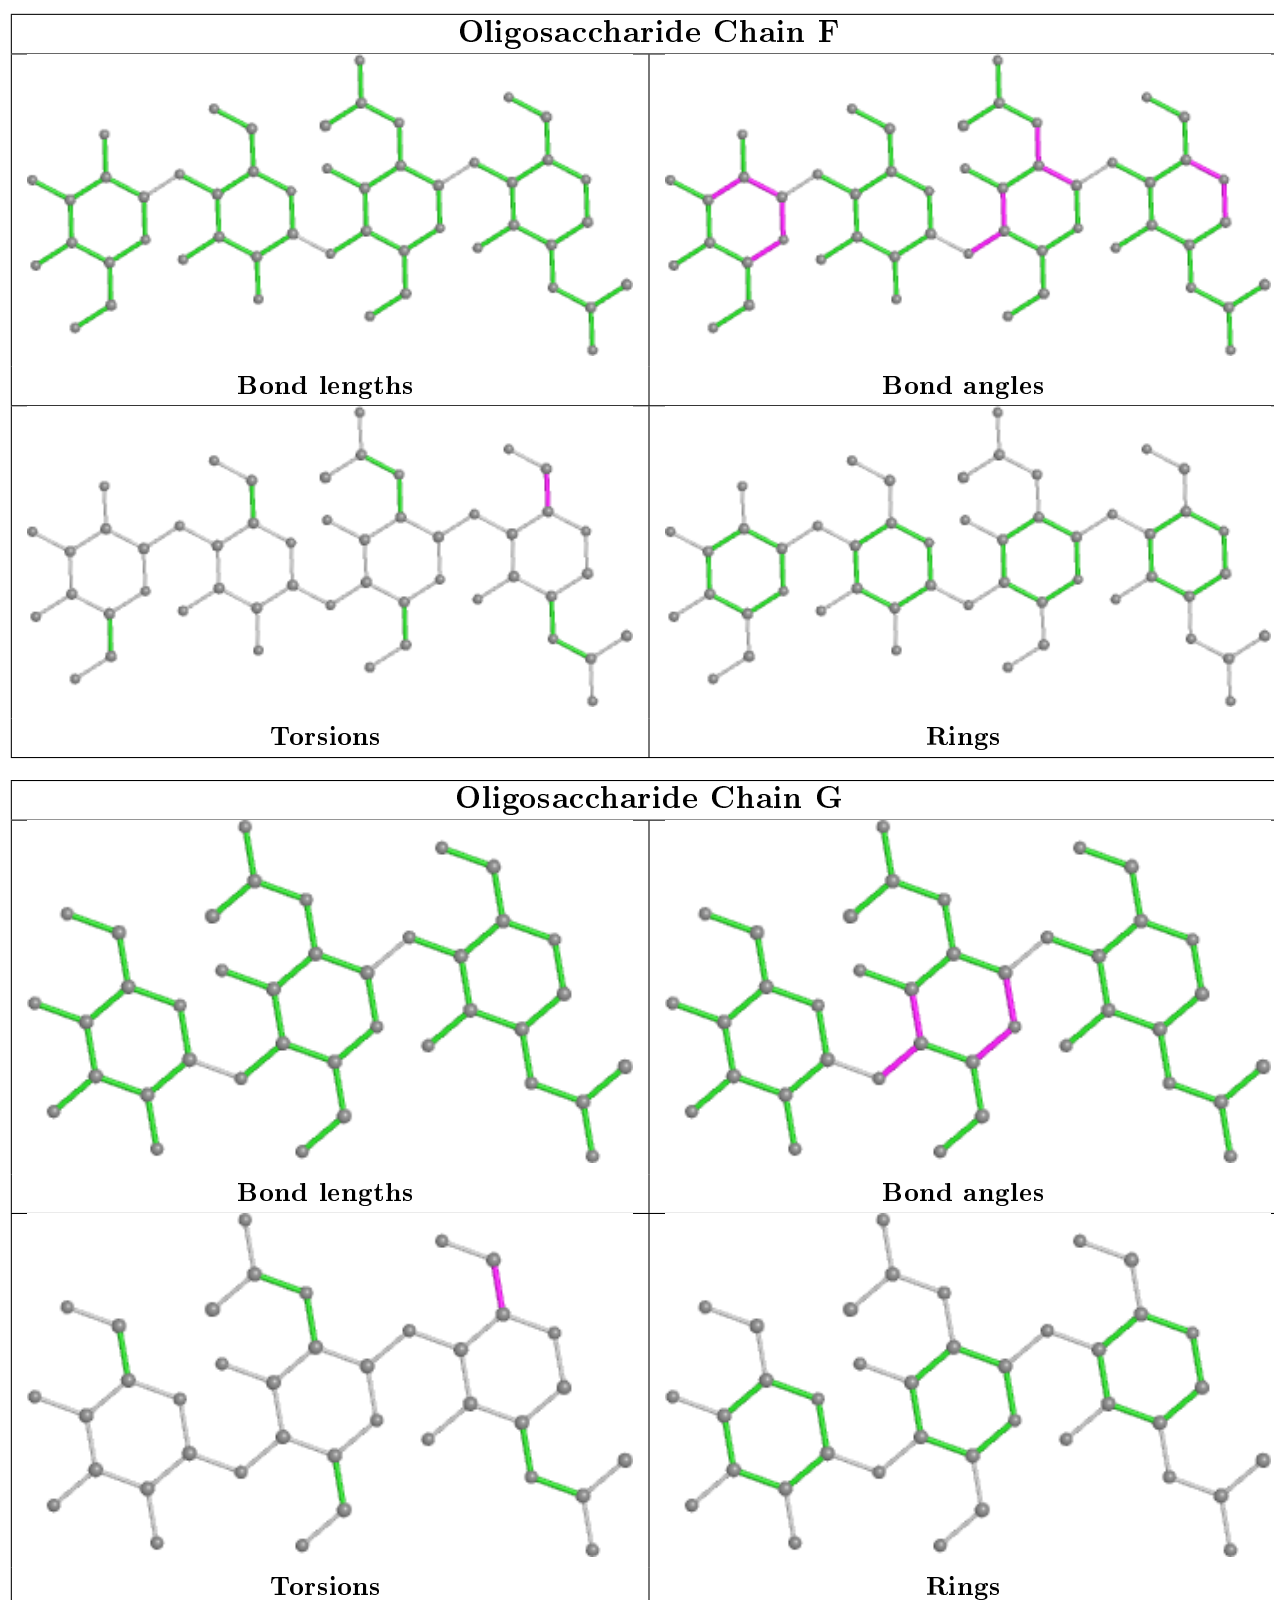 Oligosaccharide Chain F
Bond lengths
Bond angles
Torsions
Rings
Oligosaccharide Chain G
Bond lengths
Bond angles
Torsions
Rings